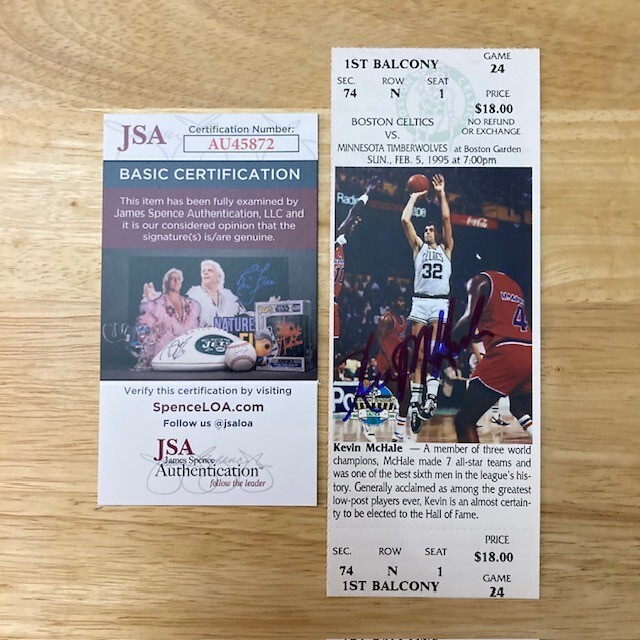 JSA
Certification Number:
AU45872
BASIC CERTIFICATION
This item has been fully examined by
James Spence Authentication, LLC and
it is our considered opinion that the
signature(s) is/are genuine.
NATURE
JETS
Verify this certification by visiting
SpenceLOA.com
Follow us @jsaloa
JSA
James Spence
Authentication
follow the leader
1ST BALCONY
GAME
24
SEC. ROW SEAT
74 N 1
PRICE
$18.00
BOSTON CELTICS
VS.
MINNESOTA TIMBERWOLVES at Boston Garden
SUN., FEB. 5, 1995 at 7:00pm
NO REFUND
OR EXCHANGE
CELTICS
32
4
Kevin McHale — A member of three world
champions, McHale made 7 all-star teams and
was one of the best sixth men in the league's his-
tory. Generally acclaimed as among the greatest
low-post players ever, Kevin is an almost certain-
ty to be elected to the Hall of Fame.
SEC. ROW SEAT
74 N 1
PRICE
$18.00
1ST BALCONY
GAME
24